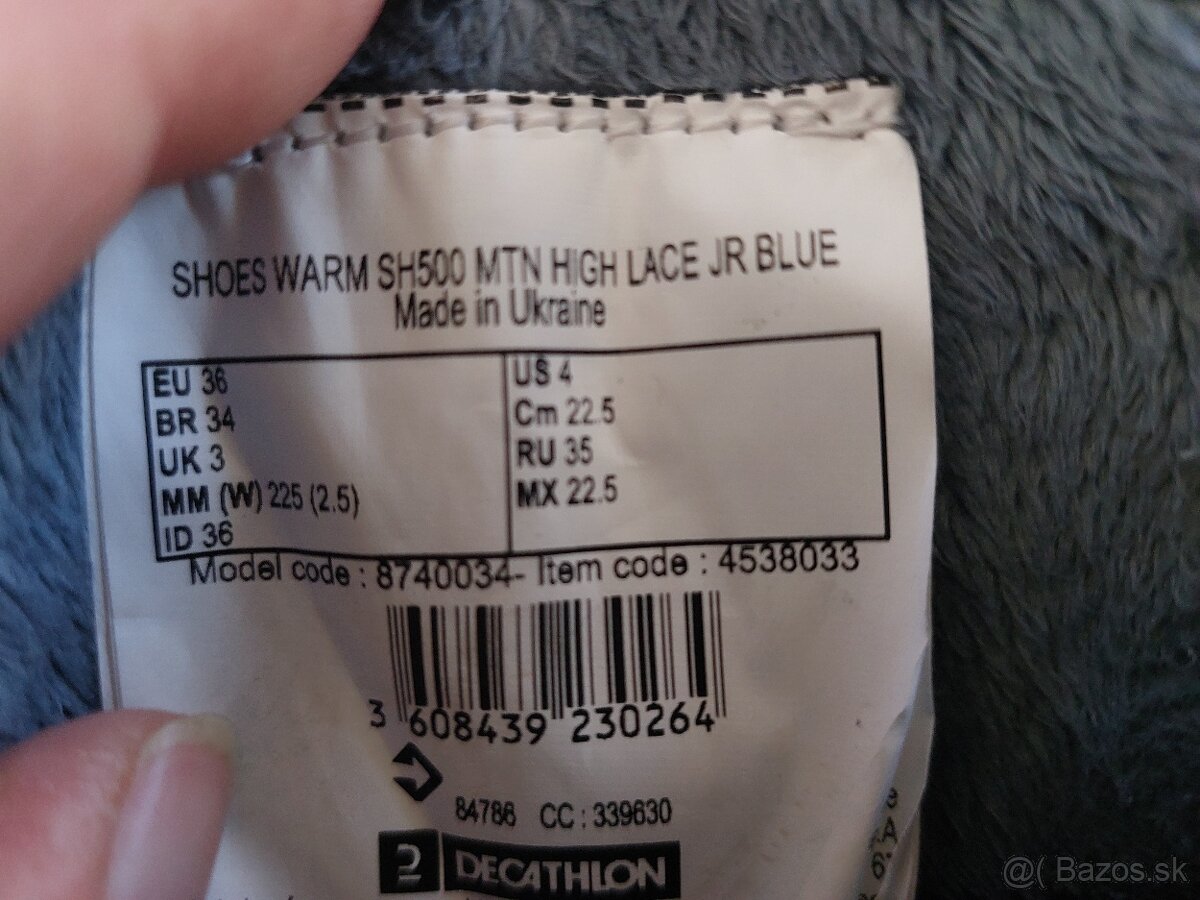 SHOES WARM SH500 MTN HIGH LACE JR BLUE
Made in Ukraine
EU 36
BR 34
UK 3
MM (W) 225 (2.5)
ID 36
US 4
Cm 22.5
RU 35
MX 22.5
Model code : 8740034- Item code : 4538033
3 608439 230264
84786 CC : 339630
DECATHLON
@( Bazos.sk